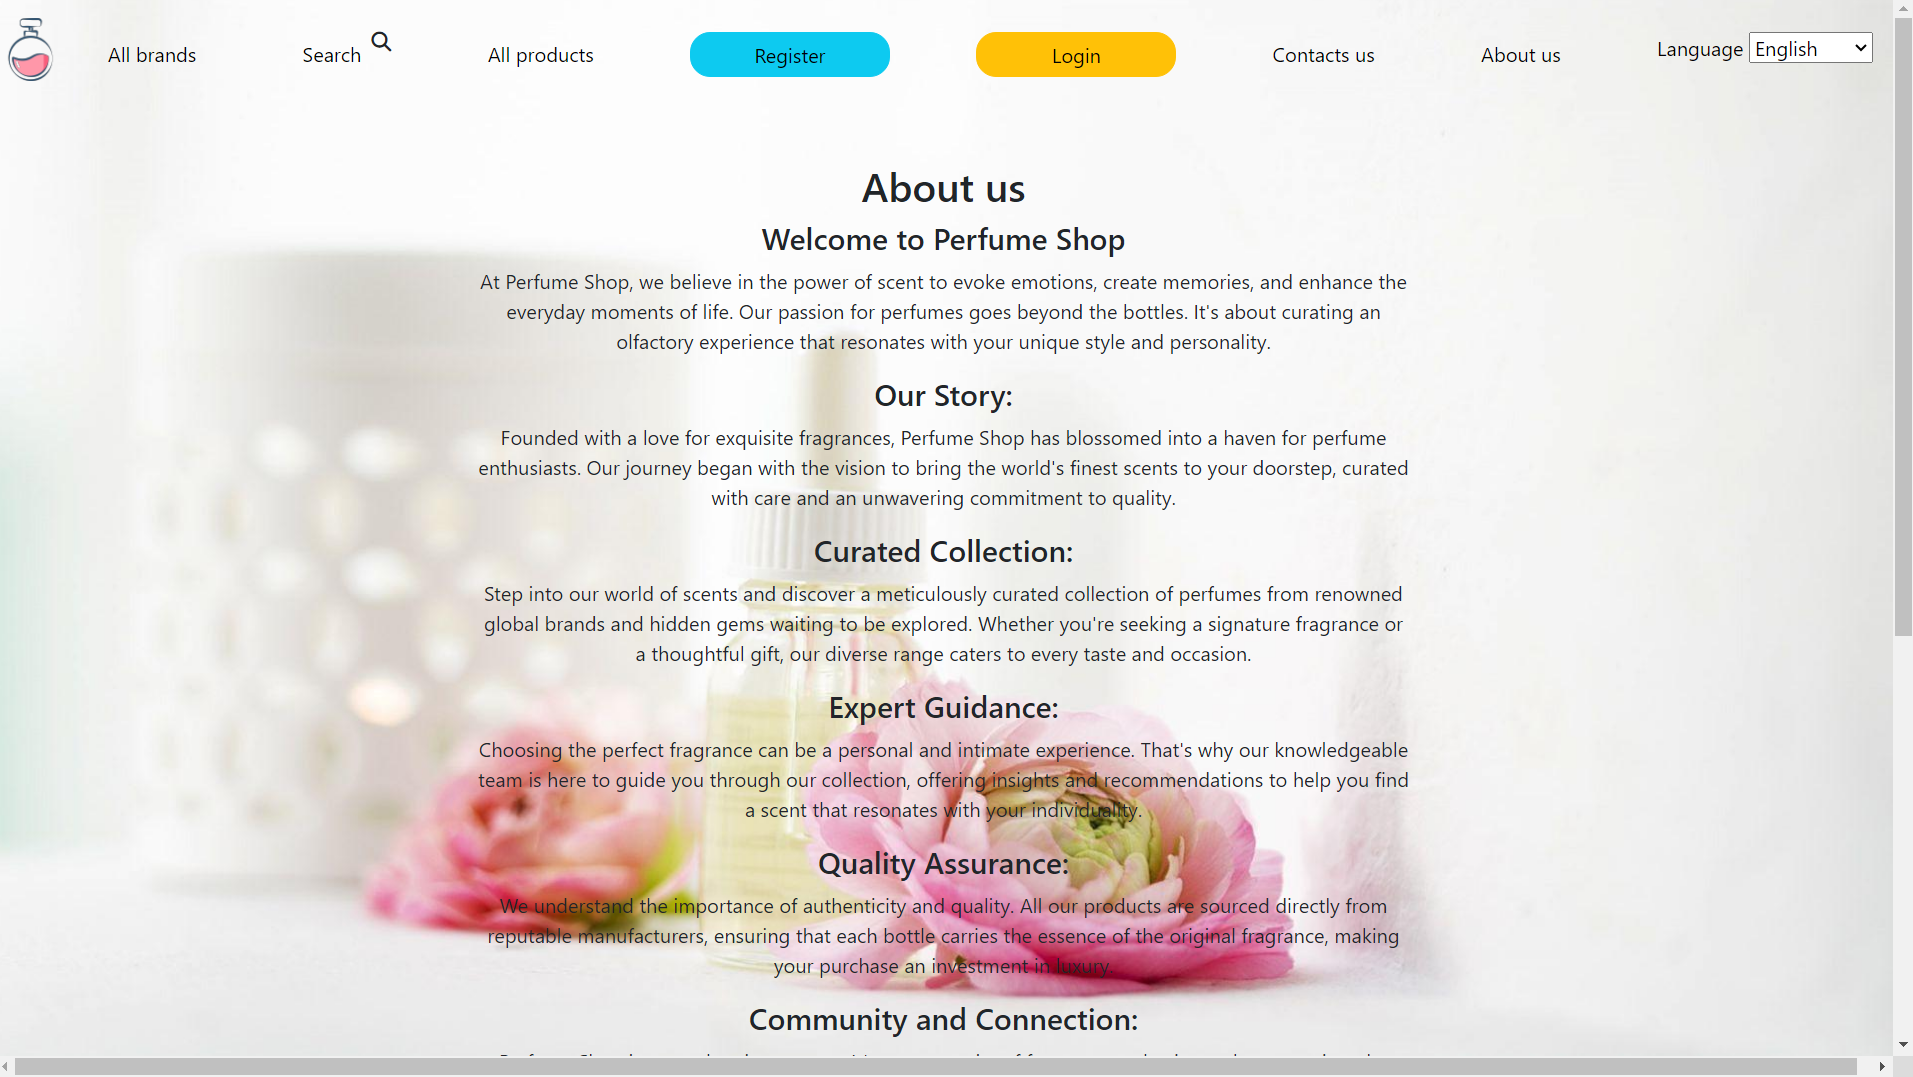 All brands
Search
All products
Register
Login
Contacts us
About us
Language English
About us
Welcome to Perfume Shop
At Perfume Shop, we believe in the power of scent to evoke emotions, create memories, and enhance the
everyday moments of life. Our passion for perfumes goes beyond the bottles. It's about curating an
olfactory experience that resonates with your unique style and personality.
Our Story:
Founded with a love for exquisite fragrances, Perfume Shop has blossomed into a haven for perfume
enthusiasts. Our journey began with the vision to bring the world's finest scents to your doorstep, curated
with care and an unwavering commitment to quality.
Curated Collection:
Step into our world of scents and discover a meticulously curated collection of perfumes from renowned
global brands and hidden gems waiting to be explored. Whether you're seeking a signature fragrance or
a thoughtful gift, our diverse range caters to every taste and occasion.
Expert Guidance:
Choosing the perfect fragrance can be a personal and intimate experience. That's why our knowledgeable
team is here to guide you through our collection, offering insights and recommendations to help you find
a scent that resonates with your individuality.
Quality Assurance:
We understand the importance of authenticity and quality. All our products are sourced directly from
reputable manufacturers, ensuring that each bottle carries the essence of the original fragrance, making
your purchase an investment in luxury.
Community and Connection: